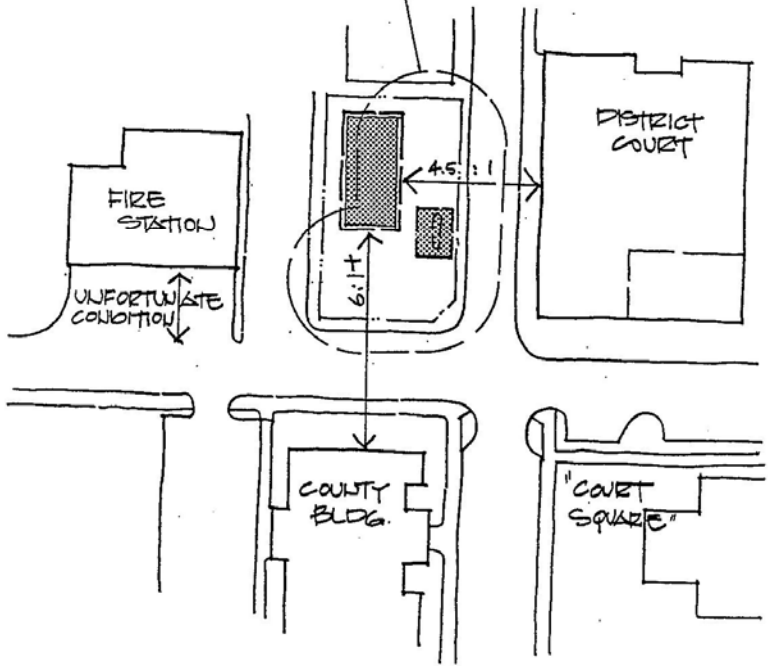 DISTRICT
COURT
4.5 : 1
FIRE
STATION
6:1+
UNFORTUNATE
CONDITION
COUNTY
BLDG.
"COURT
SQUARE"